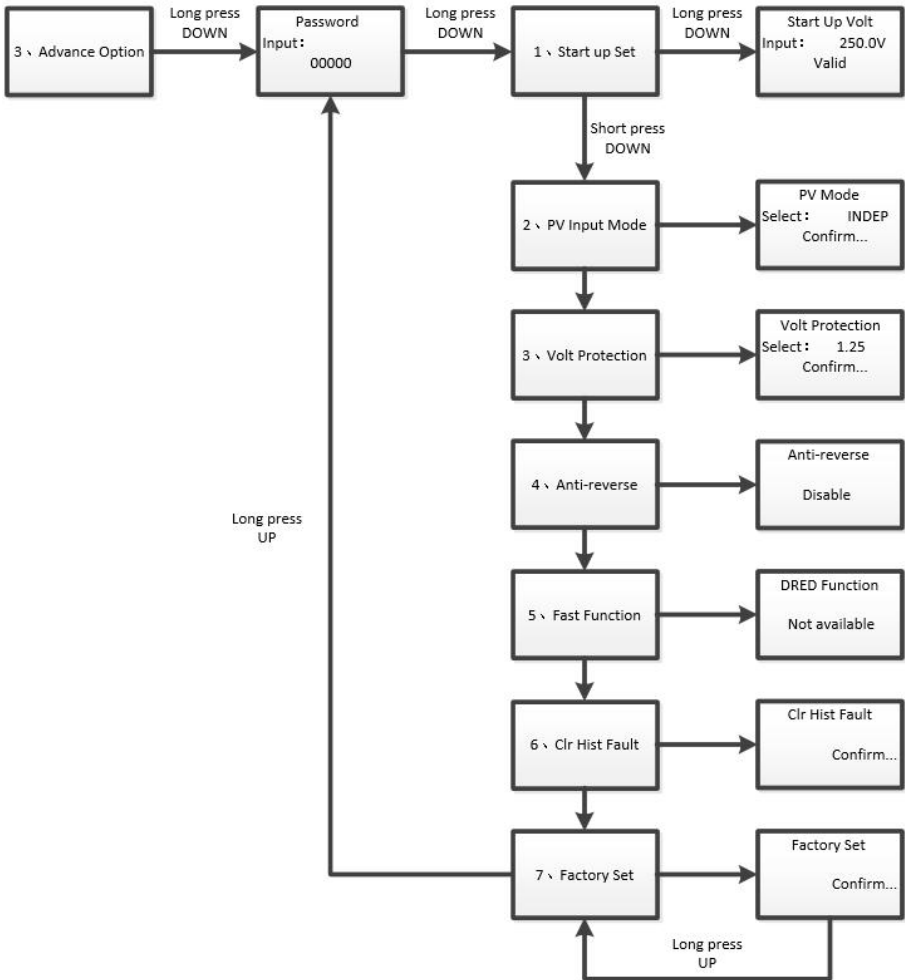 Long press
DOWN
Long press
DOWN
Long press
DOWN
3、Advance Option
Password
Input：
00000
1、Start up Set
Start Up Volt
Input： 250.0V
Valid
Short press
DOWN
2、PV Input Mode
PV Mode
Select： INDEP
Confirm...
3、Volt Protection
Volt Protection
Select： 1.25
Confirm...
4、Anti-reverse
Anti-reverse
Disable
Long press
UP
5、Fast Function
DRED Function
Not available
6、Clr Hist Fault
Clr Hist Fault
Confirm...
7、Factory Set
Factory Set
Confirm...
Long press
UP